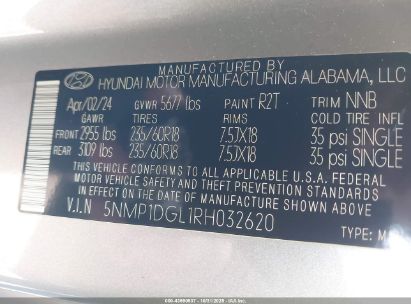 MANUFACTURED BY
HYUNDAI MOTOR MANUFACTURING ALABAMA, LLC
Apr/02/24 GVWR 5677 lbs PAINT R2T TRIM NNB
GAWR TIRES RIMS COLD TIRE INFL
FRONT 2955 lbs 235/60R18 7.5JX18 35 psi SINGLE
REAR 3109 lbs 235/60R18 7.5JX18 35 psi SINGLE
THIS VEHICLE CONFORMS TO ALL APPLICABLE U.S.A. FEDERAL
MOTOR VEHICLE SAFETY AND THEFT PREVENTION STANDARDS
IN EFFECT ON THE DATE OF MANUFACTURE SHOWN ABOVE.
V.I.N 5NMP1DGL1RH032620 TYPE: